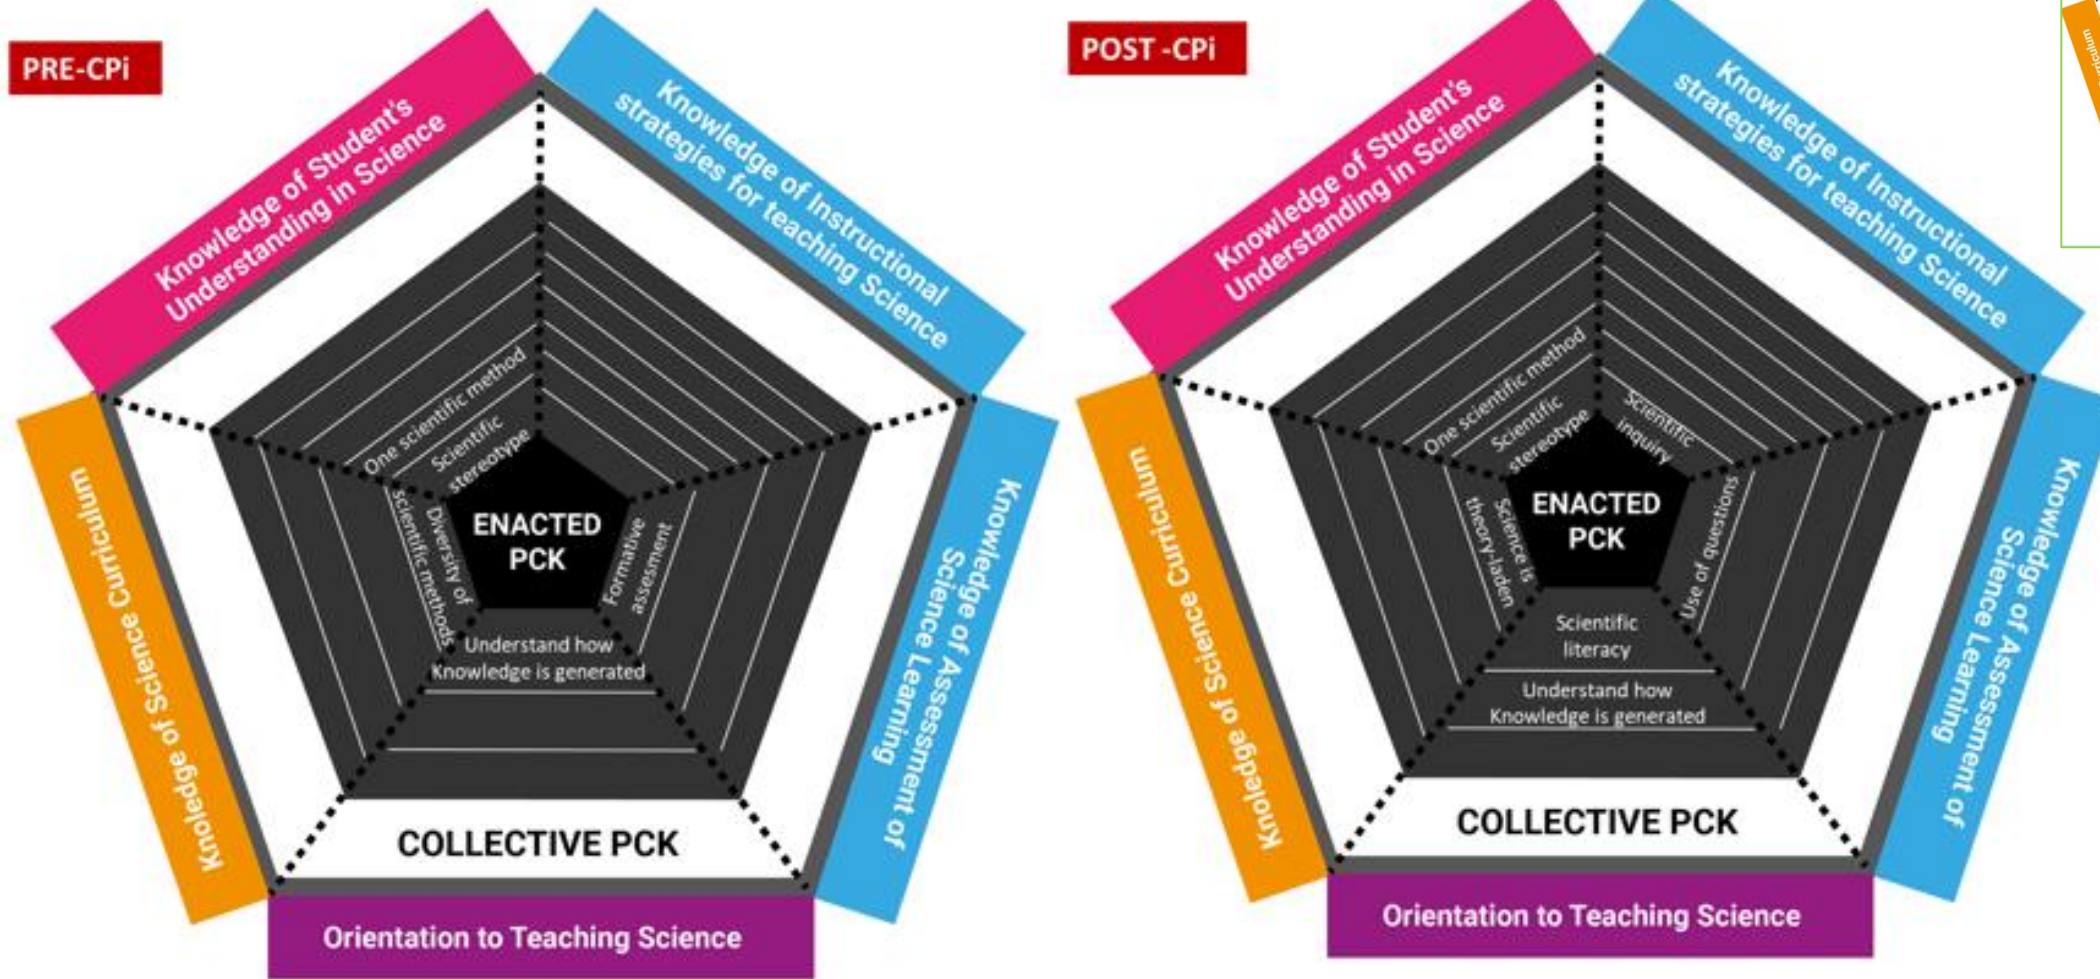 PRE-CPi
Knowledge of Student's
Understanding in Science
Knowledge of Instructional
strategies for teaching Science
One scientific method
Scientific
stereotype
Diversity of
scientific methods
ENACTED
PCK
Formative
assesment
Understand how
Knowledge is generated
Knoledge of Science Curriculum
Knowledge of Assessment of
Science Learning
COLLECTIVE PCK
Orientation to Teaching Science
POST -CPi
Knowledge of Student's
Understanding in Science
Knowledge of Instructional
strategies for teaching Science
One scientific method
Scientific
stereotype
Scientific
inquiry
Science is
theory-laden
ENACTED
PCK
Use of questions
Scientific
literacy
Understand how
Knowledge is generated
Knoledge of Science Curriculum
Knowledge of Assessment of
Science Learning
COLLECTIVE PCK
Orientation to Teaching Science